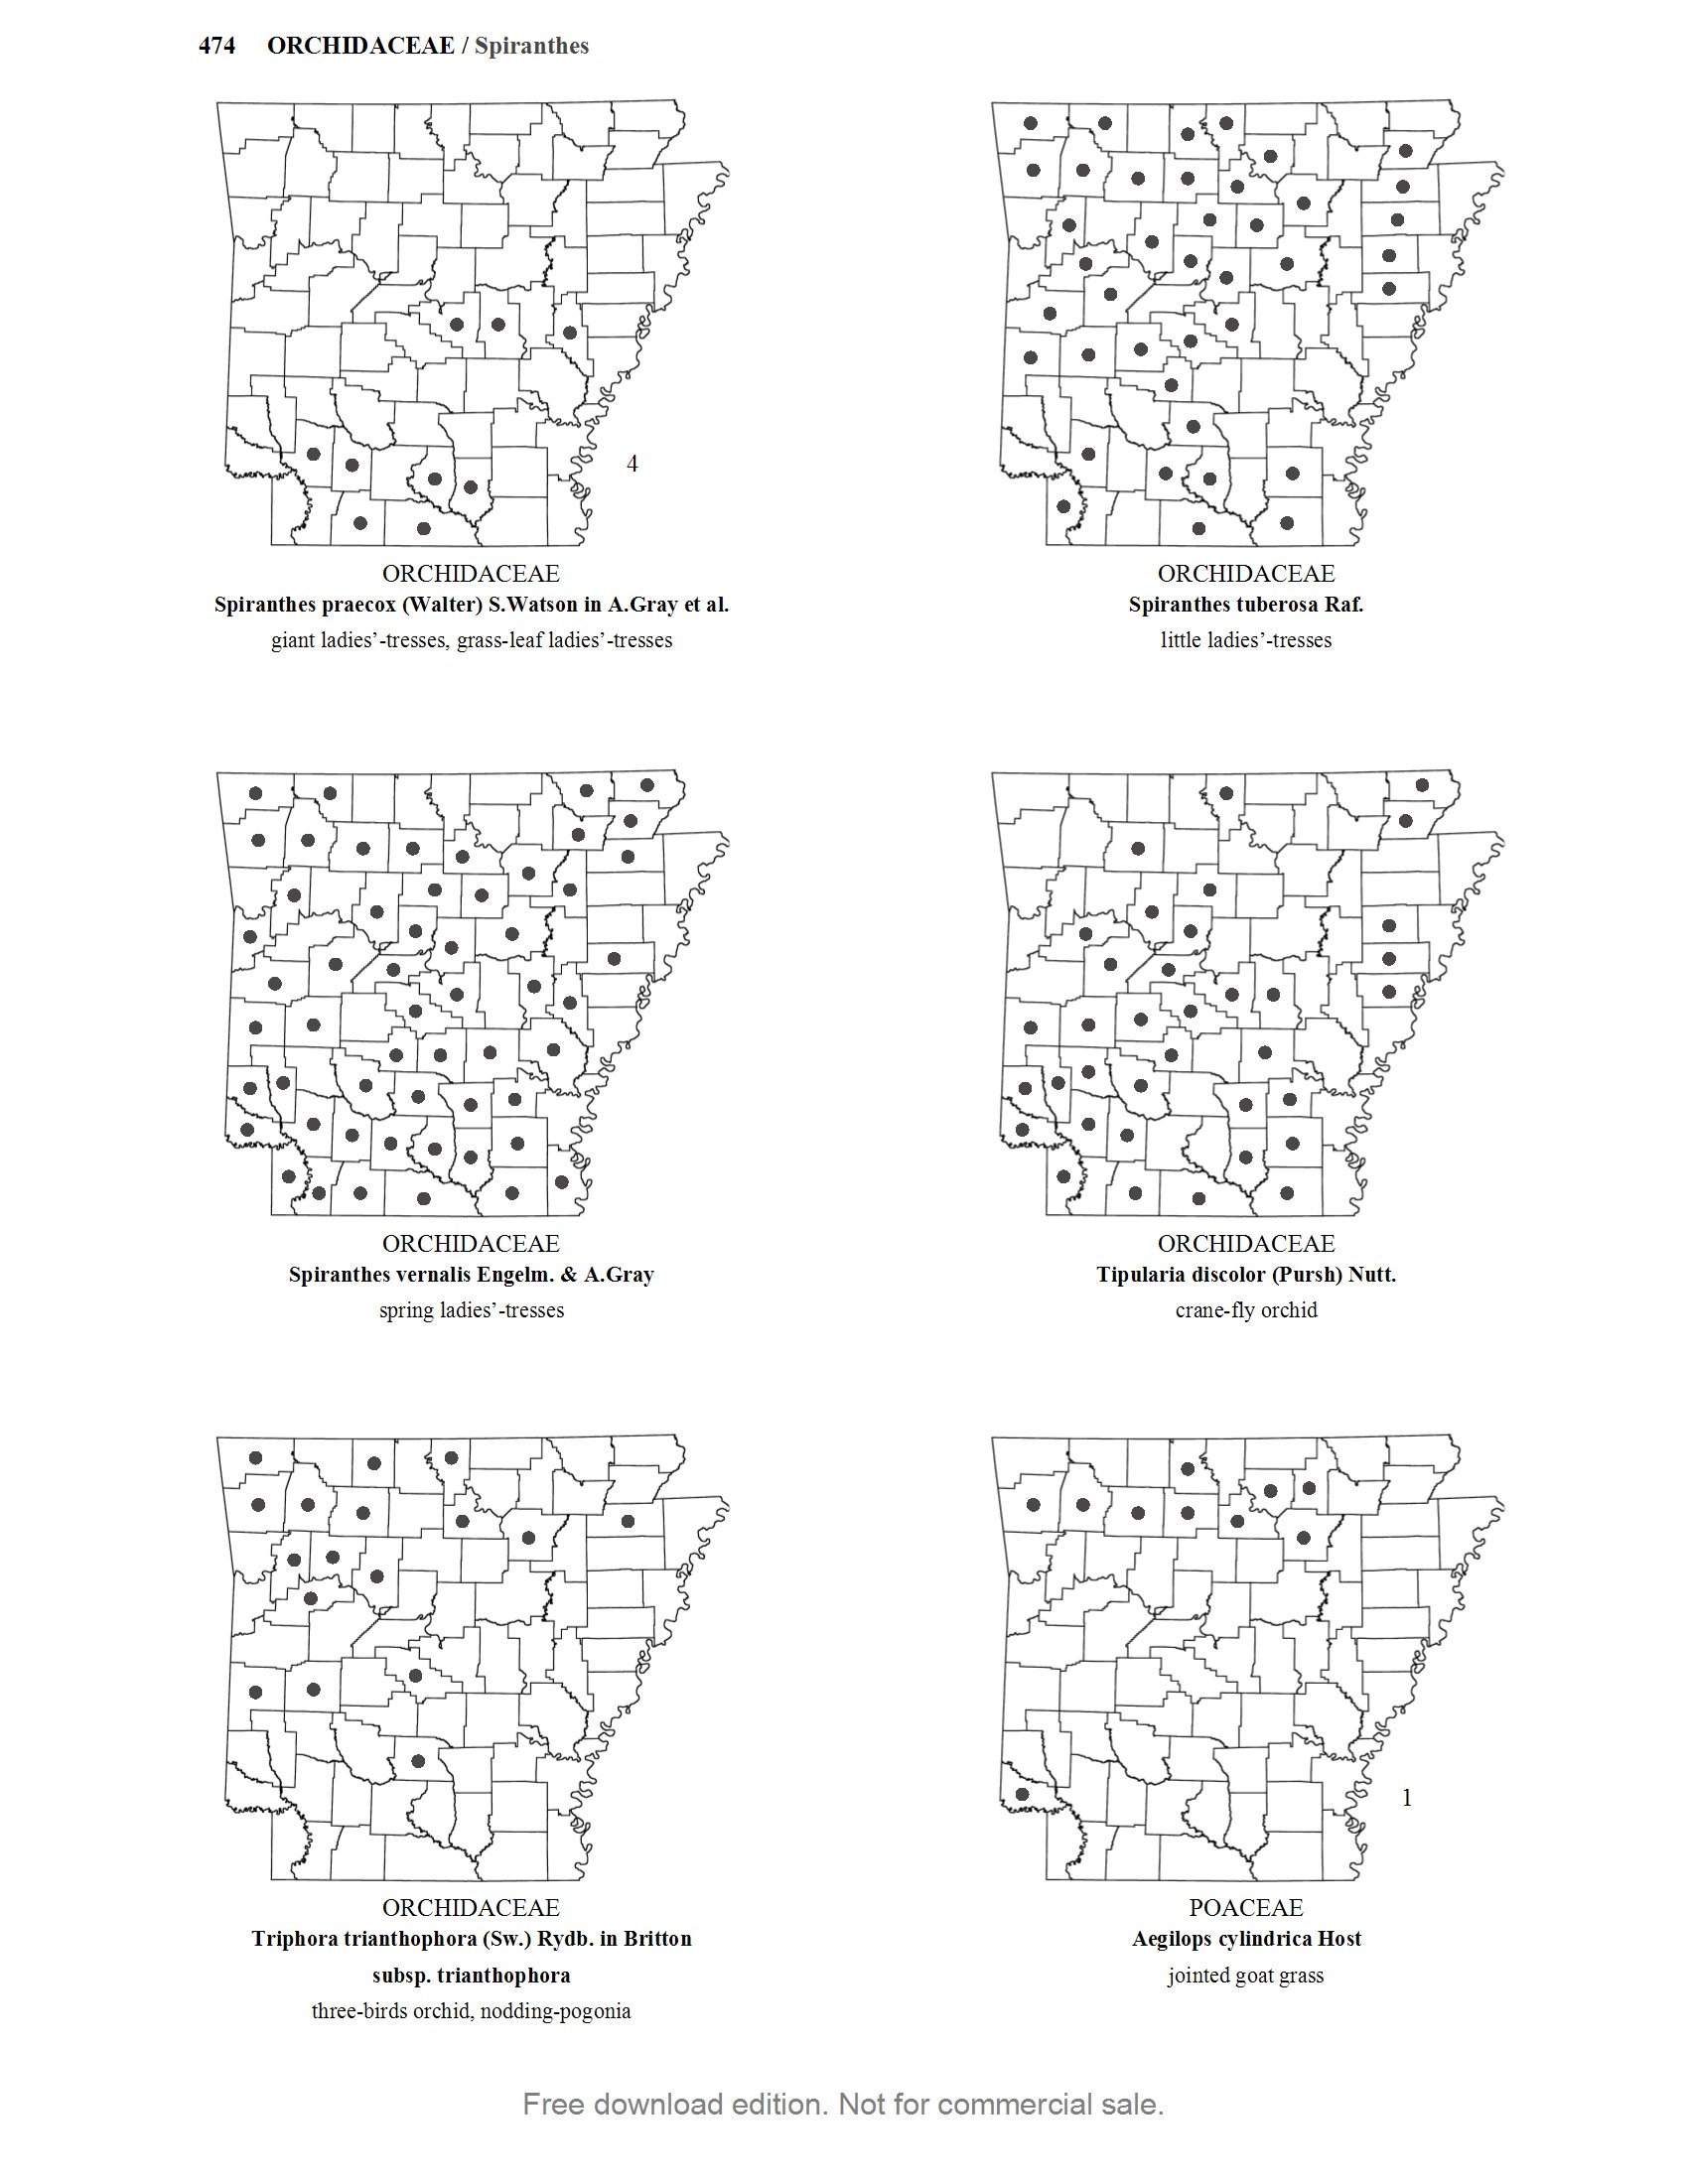 474 ORCHIDACEAE / Spiranthes
4
ORCHIDACEAE
Spiranthes praecox (Walter) S.Watson in A.Gray et al.
giant ladies’-tresses, grass-leaf ladies’-tresses
ORCHIDACEAE
Spiranthes tuberosa Raf.
little ladies’-tresses
ORCHIDACEAE
Spiranthes vernalis Engelm. & A.Gray
spring ladies’-tresses
ORCHIDACEAE
Tipularia discolor (Pursh) Nutt.
crane-fly orchid
ORCHIDACEAE
Triphora trianthophora (Sw.) Rydb. in Britton
subsp. trianthophora
three-birds orchid, nodding-pogonia
1
POACEAE
Aegilops cylindrica Host
jointed goat grass
Free download edition. Not for commercial sale.